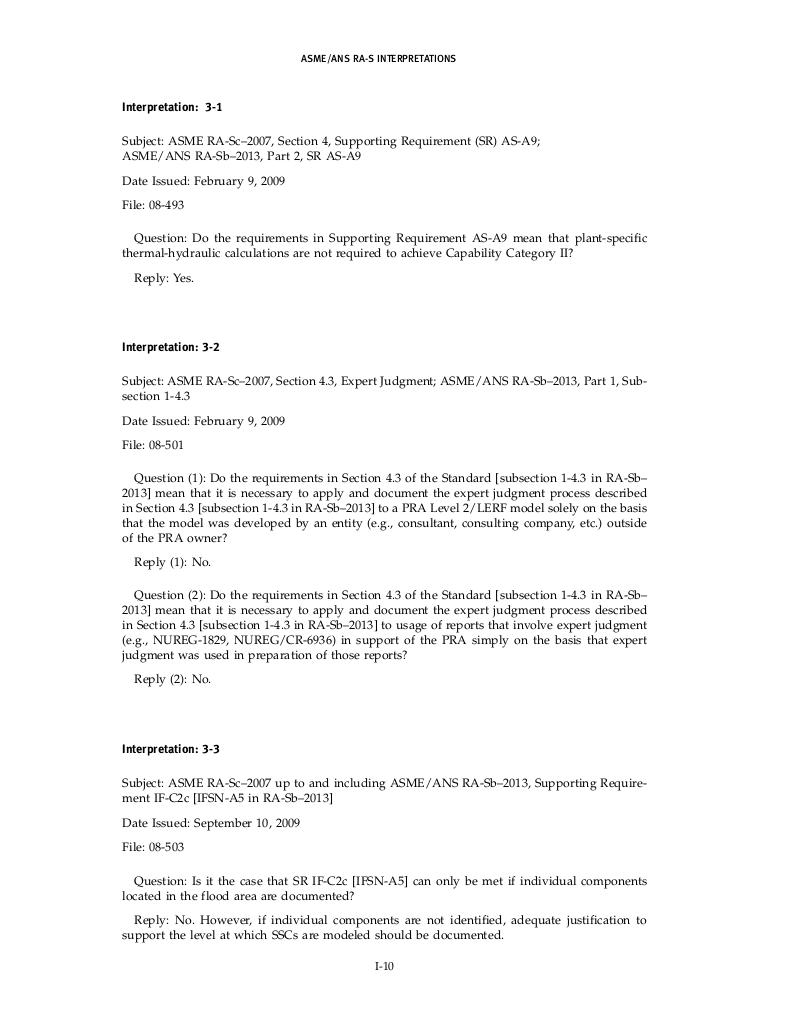 ASME/ANS RA-S INTERPRETATIONS
Interpretation: 3-1
Subject: ASME RA-Sc–2007, Section 4, Supporting Requirement (SR) AS-A9;
ASME/ANS RA-Sb–2013, Part 2, SR AS-A9
Date Issued: February 9, 2009
File: 08-493
Question: Do the requirements in Supporting Requirement AS-A9 mean that plant-specific
thermal-hydraulic calculations are not required to achieve Capability Category II?
Reply: Yes.
Interpretation: 3-2
Subject: ASME RA-Sc–2007, Section 4.3, Expert Judgment; ASME/ANS RA-Sb–2013, Part 1, Sub-
section 1-4.3
Date Issued: February 9, 2009
File: 08-501
Question (1): Do the requirements in Section 4.3 of the Standard [subsection 1-4.3 in RA-Sb–
2013] mean that it is necessary to apply and document the expert judgment process described
in Section 4.3 [subsection 1-4.3 in RA-Sb–2013] to a PRA Level 2/LERF model solely on the basis
that the model was developed by an entity (e.g., consultant, consulting company, etc.) outside
of the PRA owner?
Reply (1): No.
Question (2): Do the requirements in Section 4.3 of the Standard [subsection 1-4.3 in RA-Sb–
2013] mean that it is necessary to apply and document the expert judgment process described
in Section 4.3 [subsection 1-4.3 in RA-Sb–2013] to usage of reports that involve expert judgment
(e.g., NUREG-1829, NUREG/CR-6936) in support of the PRA simply on the basis that expert
judgment was used in preparation of those reports?
Reply (2): No.
Interpretation: 3-3
Subject: ASME RA-Sc–2007 up to and including ASME/ANS RA-Sb–2013, Supporting Require-
ment IF-C2c [IFSN-A5 in RA-Sb–2013]
Date Issued: September 10, 2009
File: 08-503
Question: Is it the case that SR IF-C2c [IFSN-A5] can only be met if individual components
located in the flood area are documented?
Reply: No. However, if individual components are not identified, adequate justification to
support the level at which SSCs are modeled should be documented.
I-10